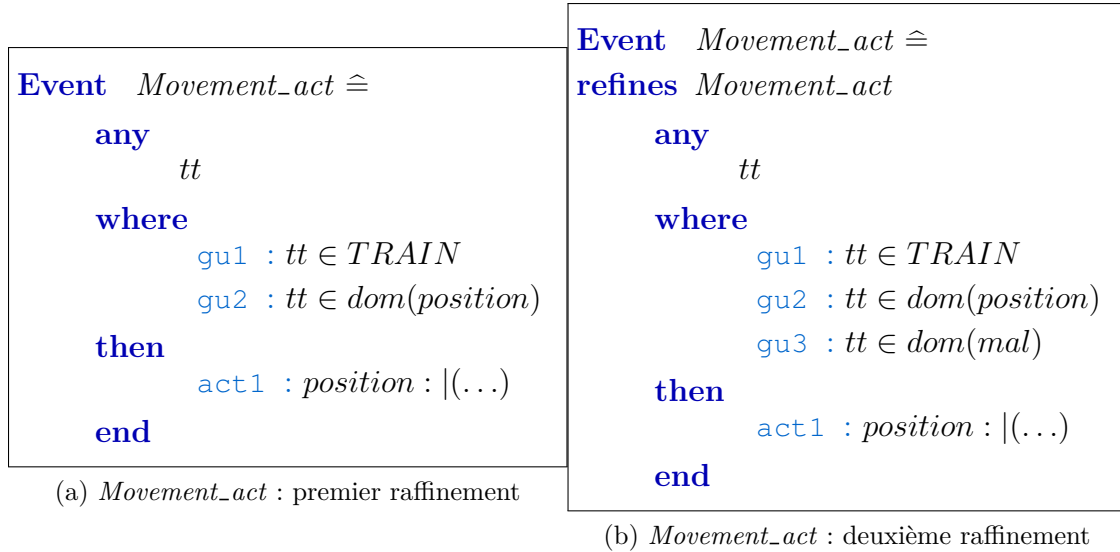 Event Movement_act ≙
any
tt
where
gu1 : tt ∈ TRAIN
gu2 : tt ∈ dom(position)
then
act1 : position : |(...)
end
(a) Movement_act : premier raffinement
Event Movement_act ≙
refines Movement_act
any
tt
where
gu1 : tt ∈ TRAIN
gu2 : tt ∈ dom(position)
gu3 : tt ∈ dom(mal)
then
act1 : position : |(...)
end
(b) Movement_act : deuxième raffinement